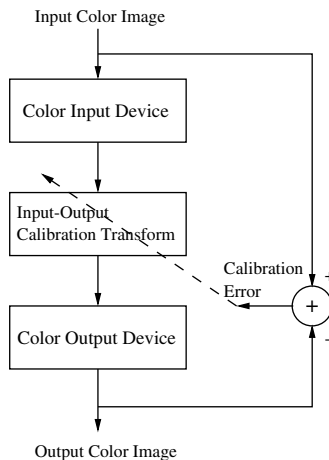 Input Color Image
Color Input Device
Input-Output
Calibration Transform
Calibration
Error
+
+
−
Color Output Device
Output Color Image